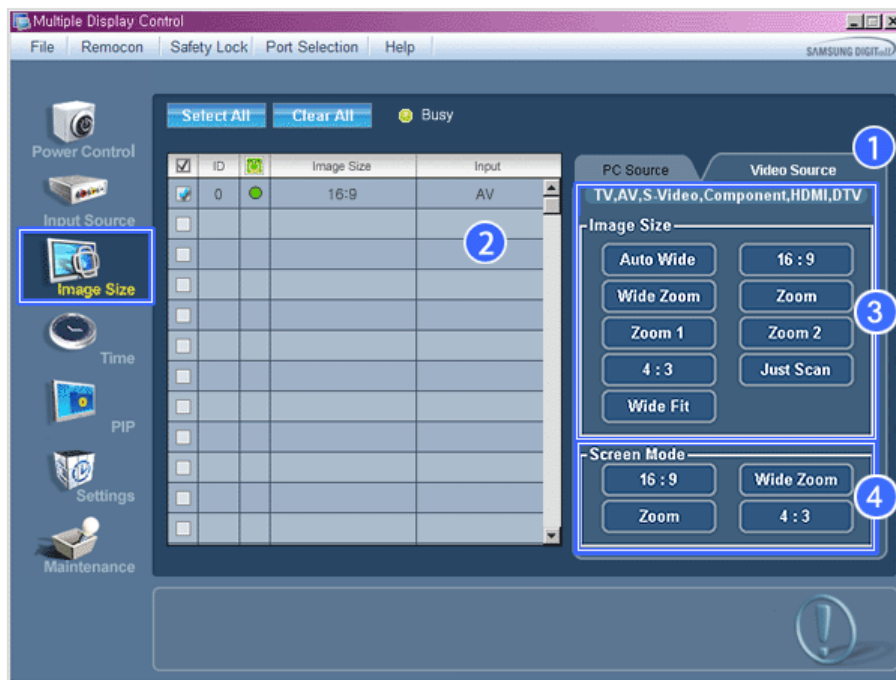 Multiple Display Control
File Remocon Safety Lock Port Selection Help
SAMSUNG DIGITall
Select All Clear All Busy
Power Control
Input Source
Image Size
Time
PIP
Settings
Maintenance
ID Image Size Input
0 16:9 AV
2
PC Source Video Source
1
TV,AV,S-Video,Component,HDMI,DTV
Image Size
Auto Wide 16 : 9
Wide Zoom Zoom
Zoom 1 Zoom 2
4 : 3 Just Scan
Wide Fit
3
Screen Mode
16 : 9 Wide Zoom
Zoom 4 : 3
4